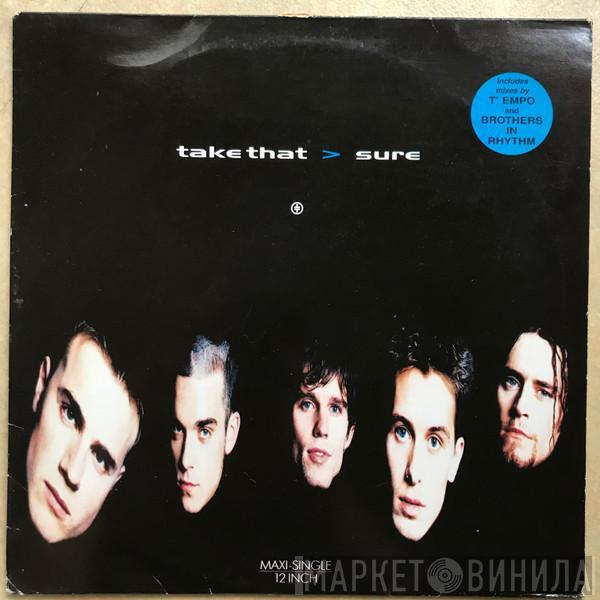 includes
mixes by
T' EMPO
and
BROTHERS
IN
RHYTHM
take that > sure
MAXI-SINGLE
12 INCH
МАРКЕТ ВИНИЛА